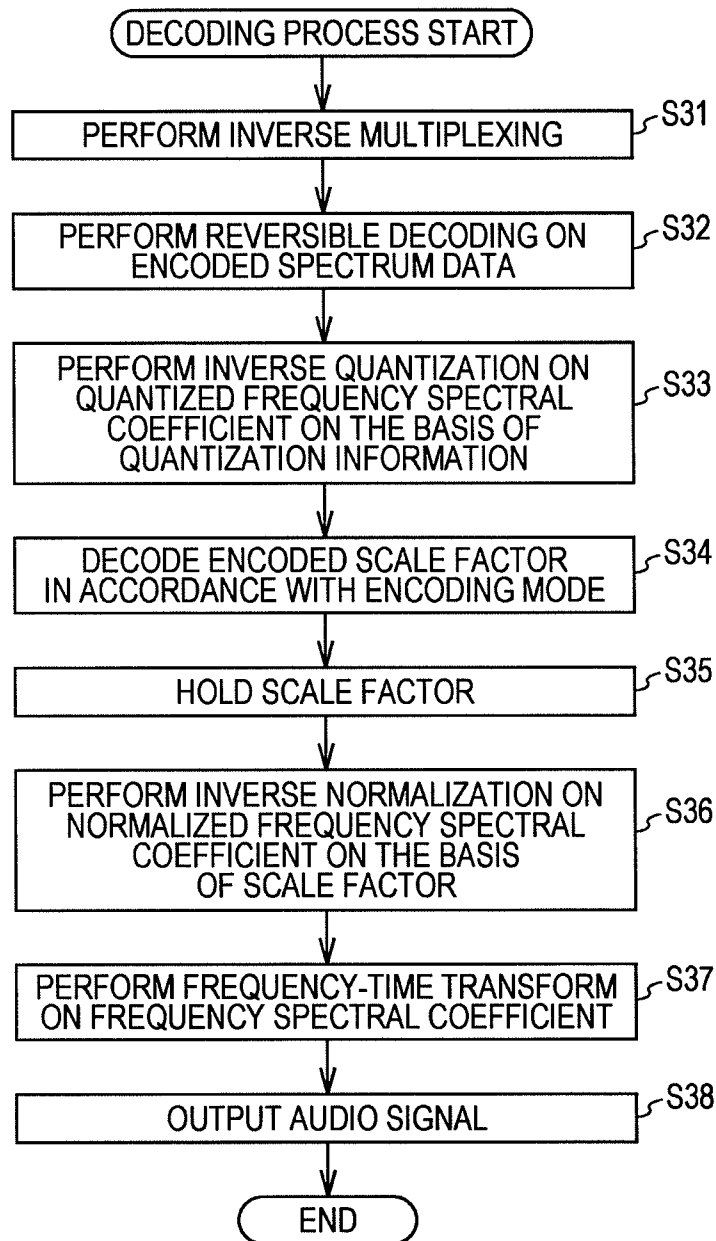 DECODING PROCESS START
PERFORM INVERSE MULTIPLEXING
S31
PERFORM REVERSIBLE DECODING ON
ENCODED SPECTRUM DATA
S32
PERFORM INVERSE QUANTIZATION ON
QUANTIZED FREQUENCY SPECTRAL
COEFFICIENT ON THE BASIS OF
QUANTIZATION INFORMATION
S33
DECODE ENCODED SCALE FACTOR
IN ACCORDANCE WITH ENCODING MODE
S34
HOLD SCALE FACTOR
S35
PERFORM INVERSE NORMALIZATION ON
NORMALIZED FREQUENCY SPECTRAL
COEFFICIENT ON THE BASIS
OF SCALE FACTOR
S36
PERFORM FREQUENCY-TIME TRANSFORM
ON FREQUENCY SPECTRAL COEFFICIENT
S37
OUTPUT AUDIO SIGNAL
S38
END